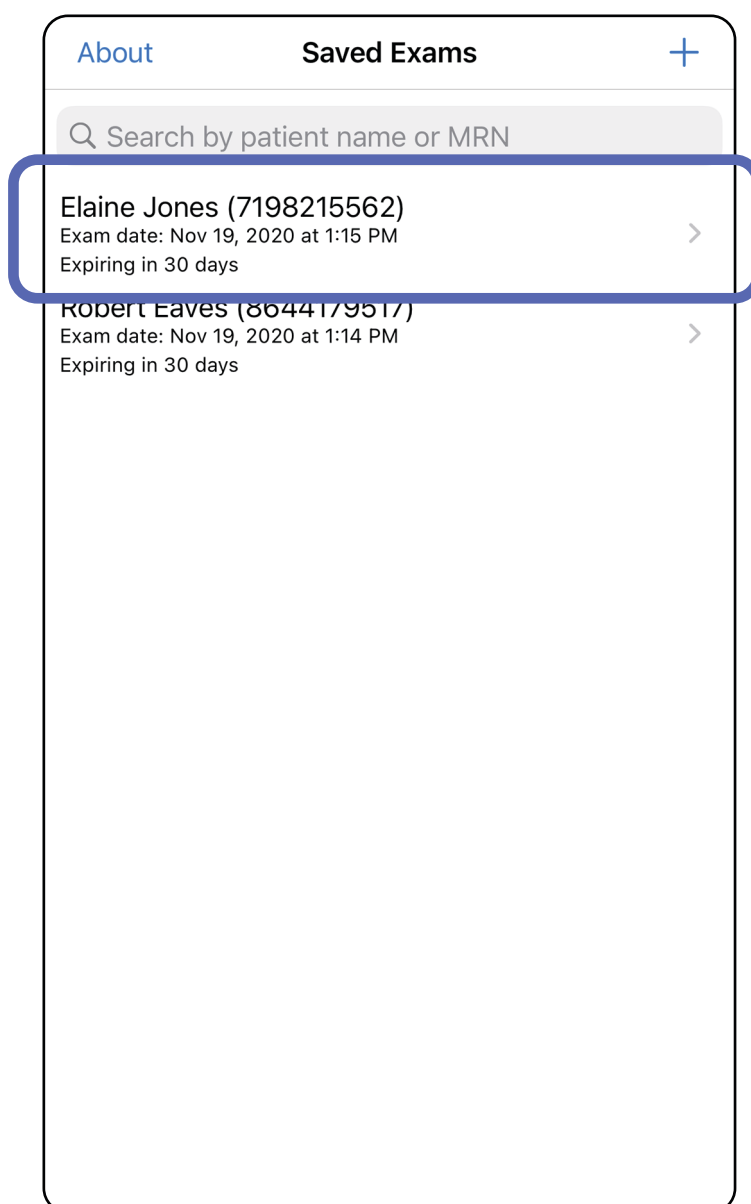 About
Saved Exams
+
Search by patient name or MRN
Elaine Jones (7198215562)
Exam date: Nov 19, 2020 at 1:15 PM
Expiring in 30 days
Robert Eaves (8644179517)
Exam date: Nov 19, 2020 at 1:14 PM
Expiring in 30 days